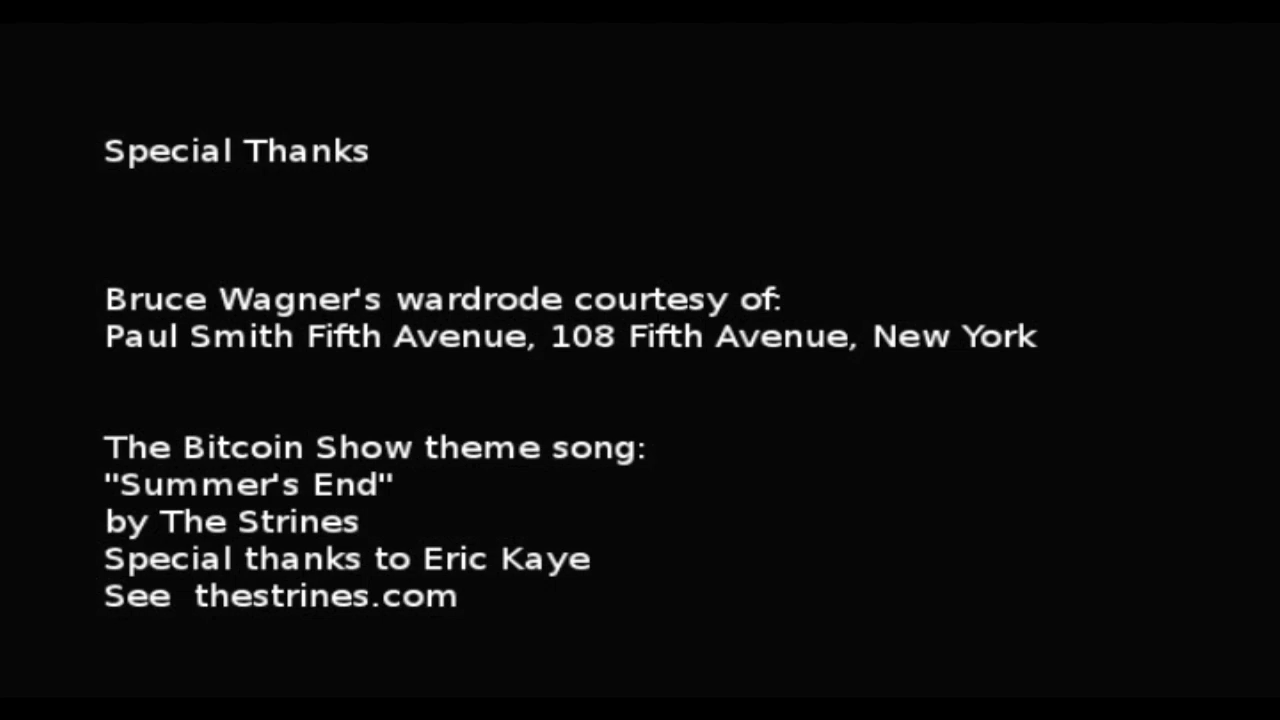 Special Thanks
Bruce Wagner's wardrode courtesy of:
Paul Smith Fifth Avenue, 108 Fifth Avenue, New York
The Bitcoin Show theme song:
"Summer's End"
by The Strines
Special thanks to Eric Kaye
See thestrines.com